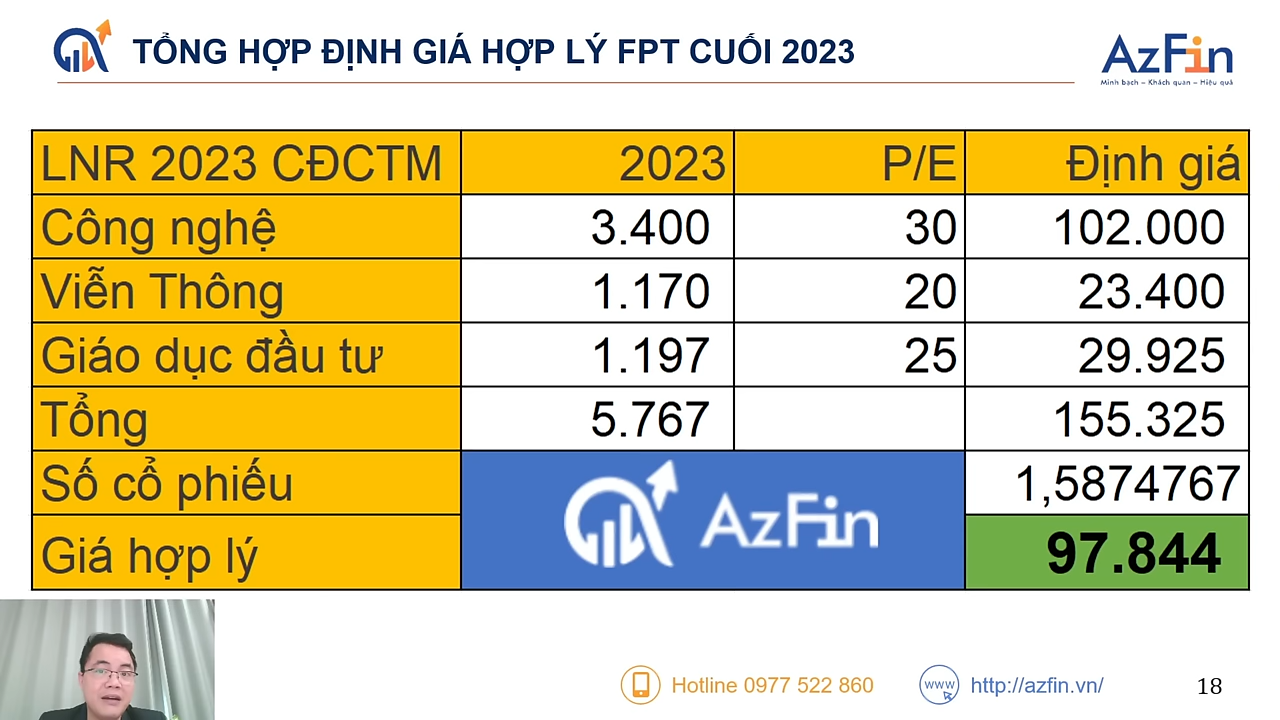 TỔNG HỢP ĐỊNH GIÁ HỢP LÝ FPT CUỐI 2023
AzFin
Minh bạch – Khách quan – Hiệu quả
LNR 2023 CĐCTM 2023 P/E Định giá
Công nghệ 3.400 30 102.000
Viễn Thông 1.170 20 23.400
Giáo dục đầu tư 1.197 25 29.925
Tổng 5.767 155.325
Số cổ phiếu 1,5874767
AzFin
Giá hợp lý 97.844
Hotline 0977 522 860
www
http://azfin.vn/
18